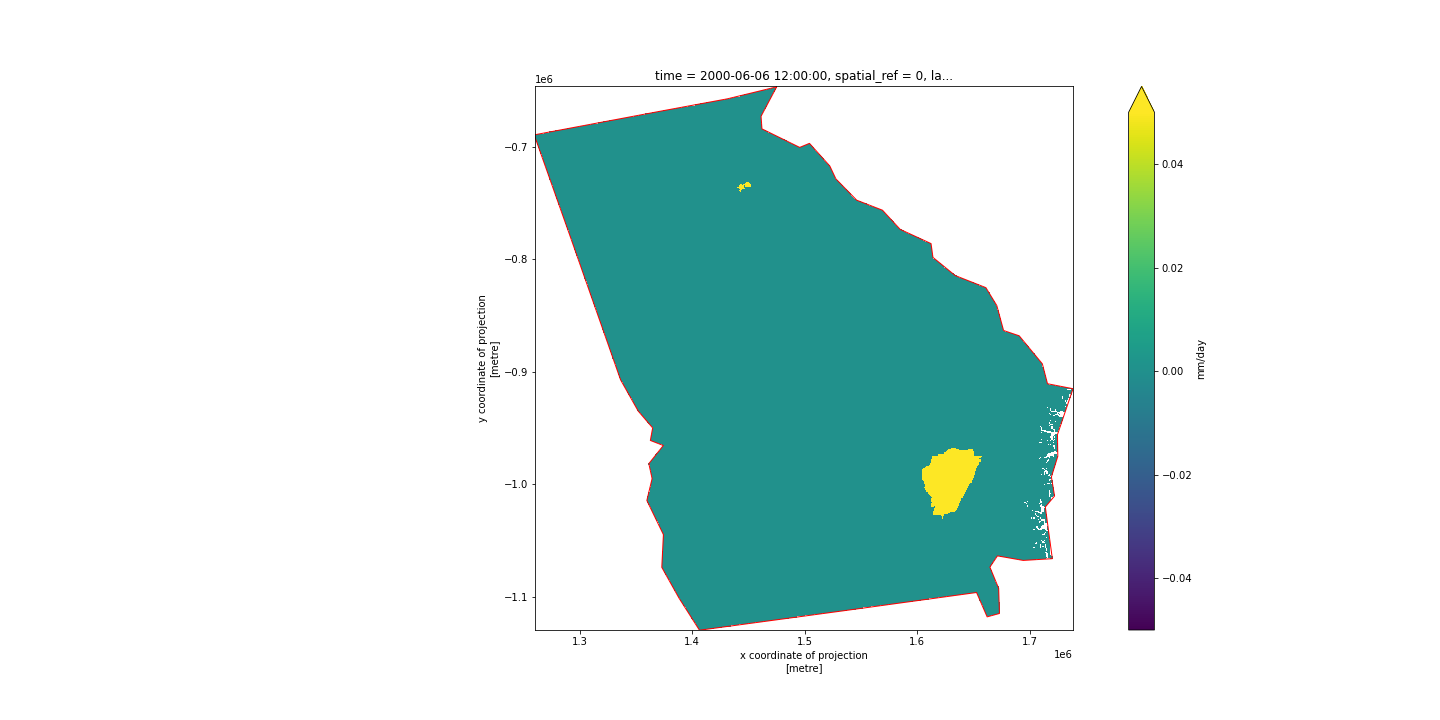 time = 2000-06-06 12:00:00, spatial_ref = 0, la...
1e6
−0.7
−0.8
−0.9
−1.0
−1.1
y coordinate of projection
[metre]
1.3
1.4
1.5
1.6
1.7
1e6
x coordinate of projection
[metre]
0.04
0.02
0.00
−0.02
−0.04
mm/day